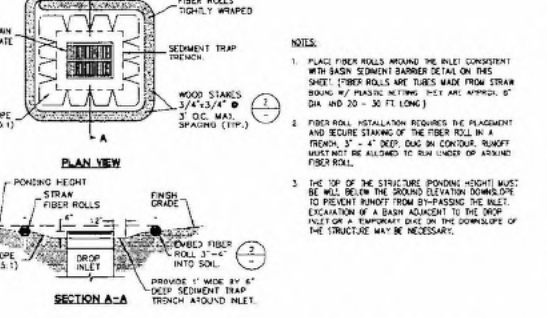 FIBER ROLLS
TIGHTLY WRAPPED
SEDIMENT TRAP
TRENCH.
WOOD STAKES
3/4"x3/4" @
3' O.C. MAX.
SPACING (TYP.)
2
-
A
PLAN VIEW
PONDING HEIGHT
STRAW
FIBER ROLLS
FINISH
GRADE
6"
12"
DROP
INLET
EMBED FIBER
ROLL 3"-4"
INTO SOIL.
2
-
PROVIDE 1' WIDE BY 6"
DEEP SEDIMENT TRAP
TRENCH AROUND INLET.
SECTION A-A
NOTES:
1. PLACE FIBER ROLLS AROUND THE INLET CONSISTENT
WITH BASIN SEDIMENT BARRIER DETAIL ON THIS
SHEET. (FIBER ROLLS ARE TUBES MADE FROM STRAW
BOUND W/ PLASTIC NETTING. THEY ARE APPROX. 8"
DIA. AND 20 - 30 FT. LONG.)
2. FIBER ROLL INSTALLATION REQUIRES THE PLACEMENT
AND SECURE STAKING OF THE FIBER ROLL IN A
TRENCH, 3" - 4" DEEP, DUG ON CONTOUR. RUNOFF
MUST NOT BE ALLOWED TO RUN UNDER OR AROUND
FIBER ROLL.
3. THE TOP OF THE STRUCTURE (PONDING HEIGHT) MUST
BE WELL BELOW THE GROUND ELEVATION DOWNSLOPE
TO PREVENT RUNOFF FROM BY-PASSING THE INLET.
EXCAVATION OF A BASIN ADJACENT TO THE DROP
INLET OR A TEMPORARY DIKE ON THE DOWNSLOPE OF
THE STRUCTURE MAY BE NECESSARY.